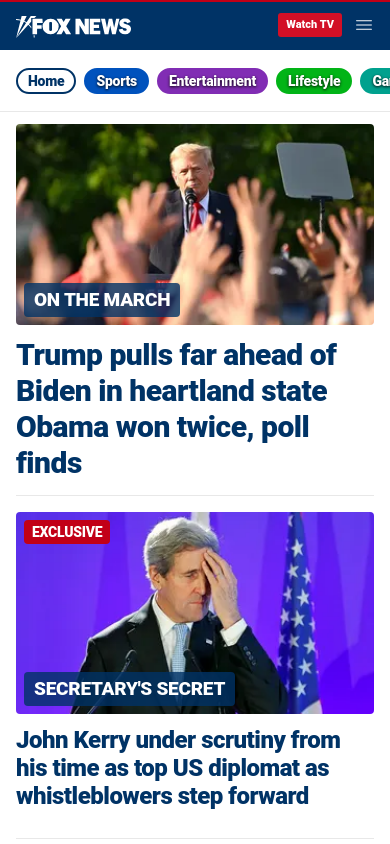 FOX NEWS
Watch TV
Home
Sports
Entertainment
Lifestyle
ON THE MARCH
Trump pulls far ahead of
Biden in heartland state
Obama won twice, poll
finds
EXCLUSIVE
SECRETARY'S SECRET
John Kerry under scrutiny from
his time as top US diplomat as
whistleblowers step forward